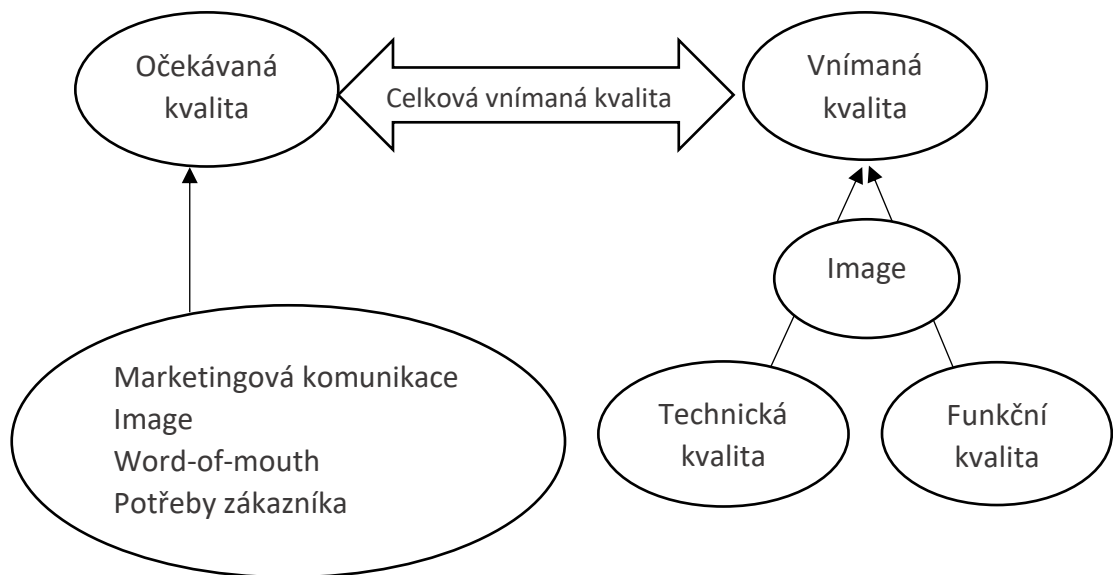 Očekávaná
kvalita
Celková vnímaná kvalita
Vnímaná
kvalita
Image
Marketingová komunikace
Image
Word-of-mouth
Potřeby zákazníka
Technická
kvalita
Funkční
kvalita